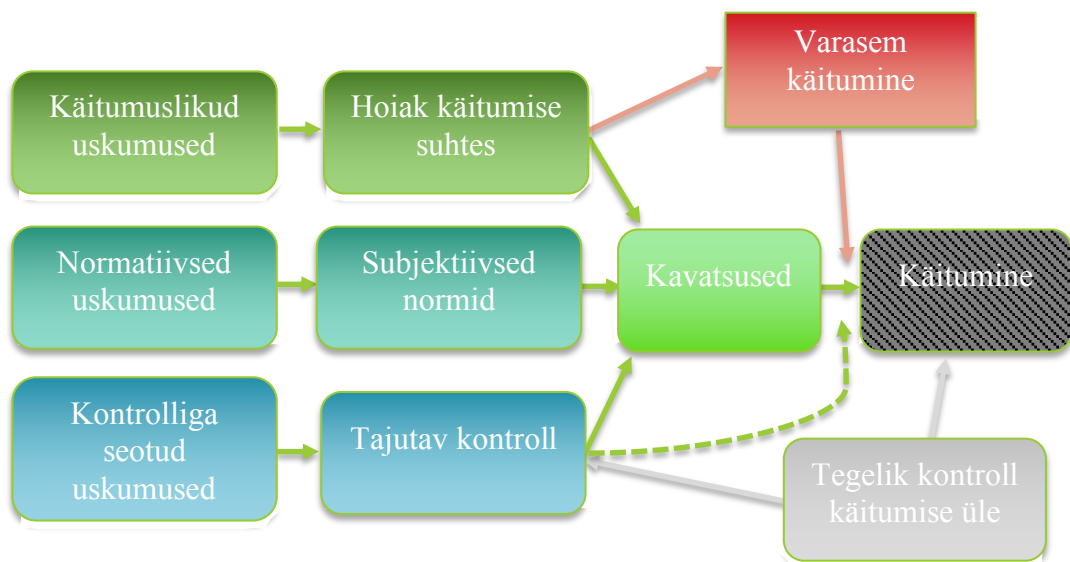 Varasem
käitumine
Käitumuslikud
uskumused
Hoiak käitumise
suhtes
Normatiivsed
uskumused
Subjektiivsed
normid
Kavatsused
Käitumine
Kontrolliga
seotud
uskumused
Tajutav kontroll
Tegelik kontroll
käitumise üle